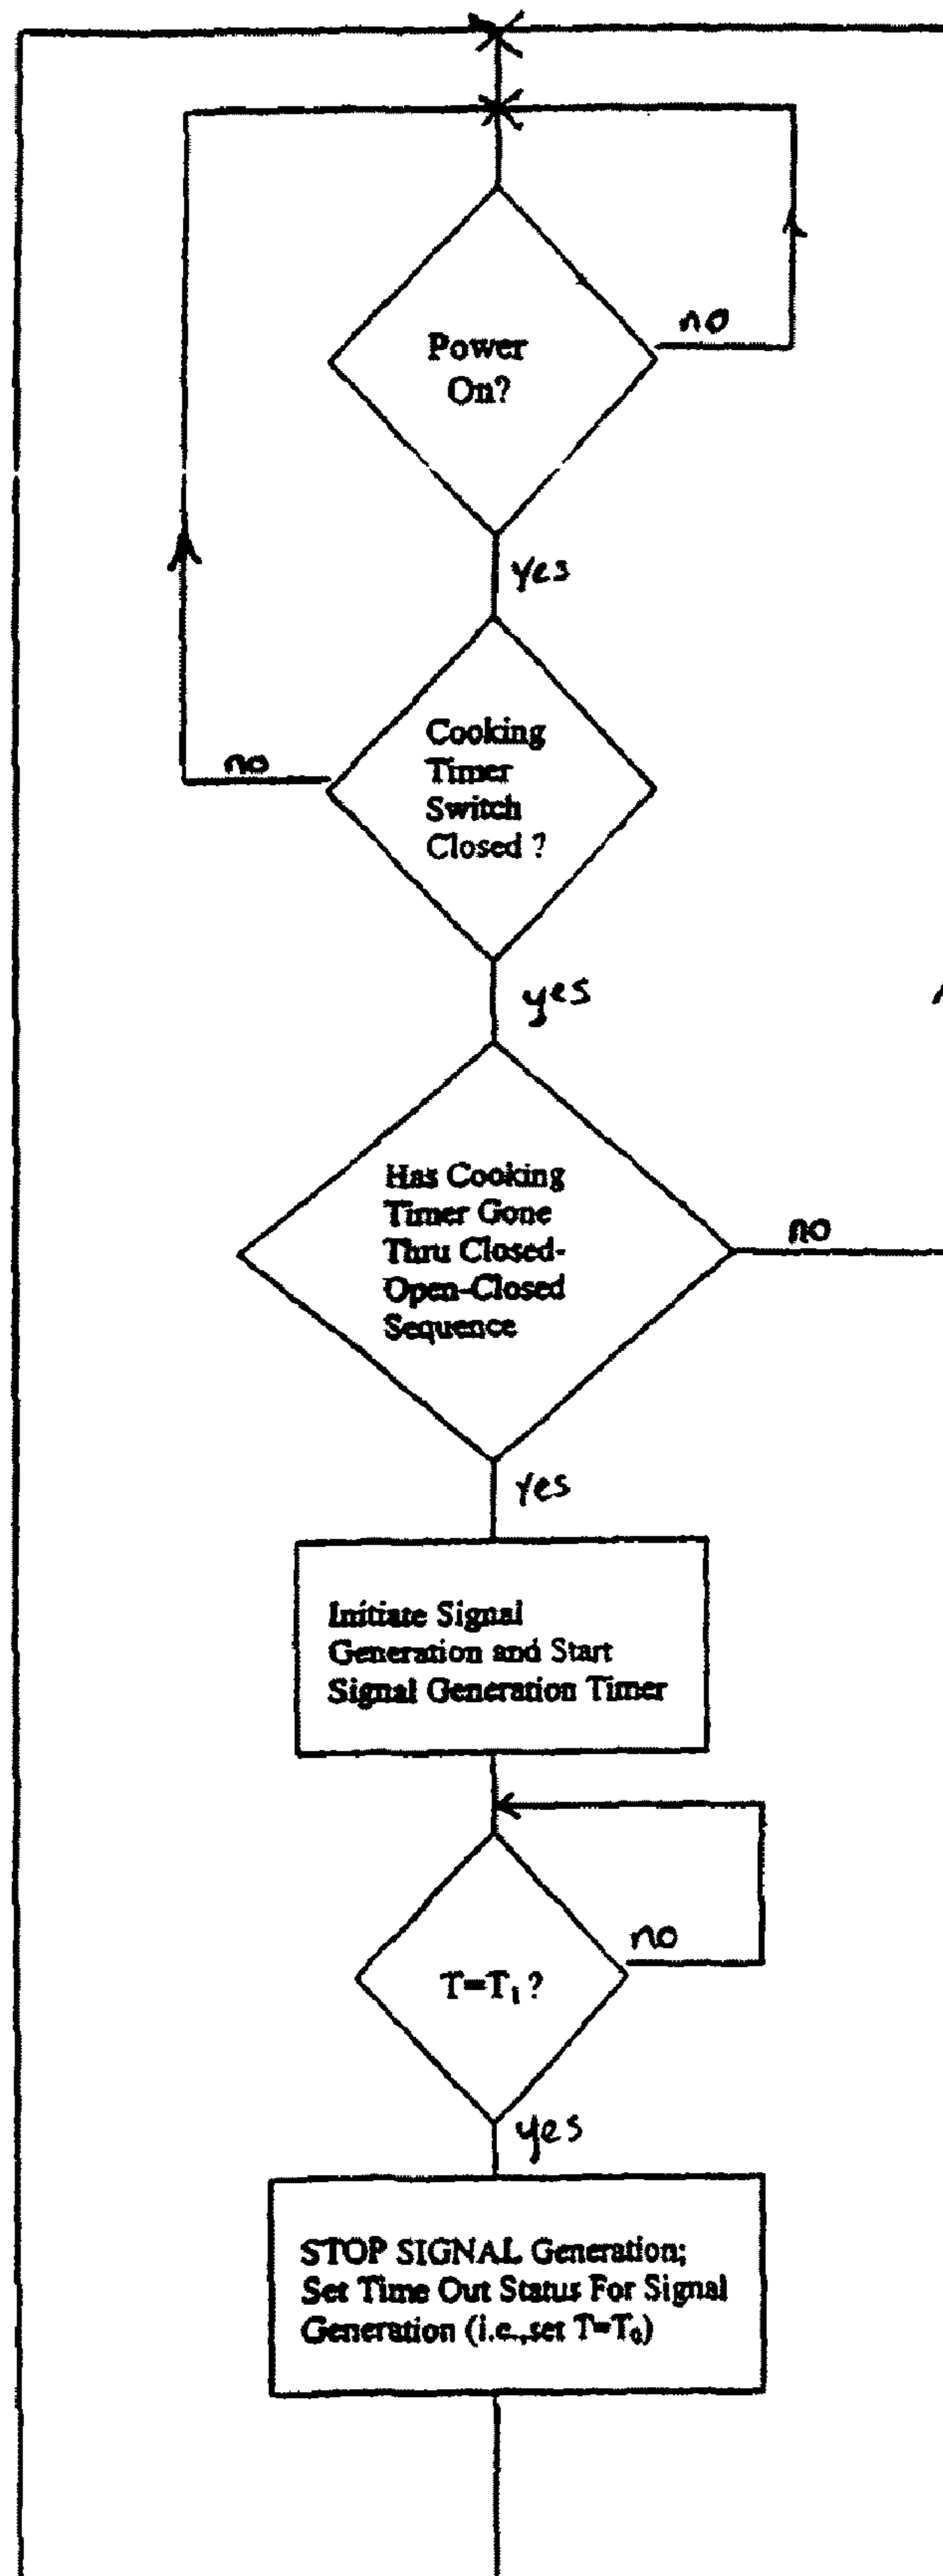 Power
On?
no
yes
Cooking
Timer
Switch
Closed ?
no
yes
Has Cooking
Timer Gone
Thru Closed-
Open-Closed
Sequence
no
yes
Initiate Signal
Generation and Start
Signal Generation Timer
T=T₁ ?
no
yes
STOP SIGNAL Generation;
Set Time Out Status For Signal
Generation (i.e.,set T=T₀)